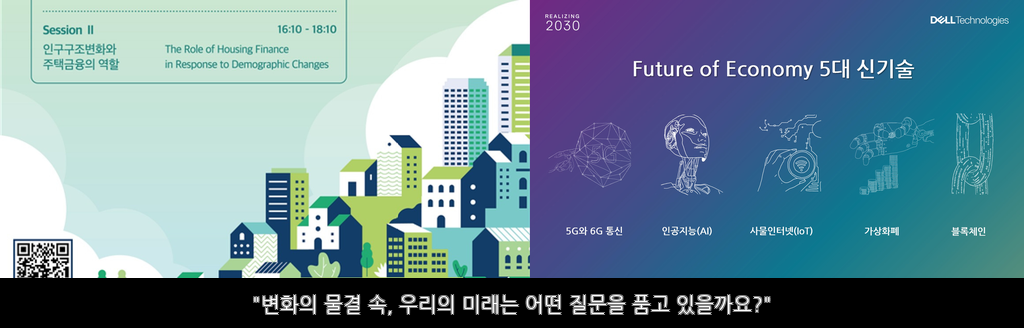 Session II
16:10 - 18:10
인구구조변화와
주택금융의 역할
The Role of Housing Finance
in Response to Demographic Changes
REALIZING
2030
DELLTechnologies
Future of Economy 5대 신기술
5G와 6G 통신
인공지능(AI)
사물인터넷(IoT)
가상화폐
블록체인
"변화의 물결 속, 우리의 미래는 어떤 질문을 품고 있을까요?"